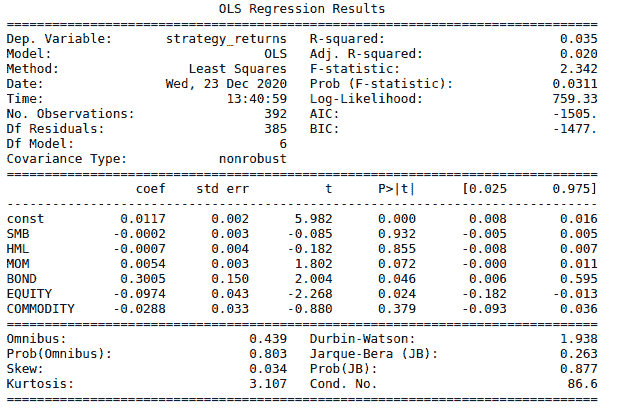 OLS Regression Results
==============================================================================
Dep. Variable:       strategy_returns   R-squared:                       0.035
Model:                            OLS   Adj. R-squared:                  0.020
Method:                 Least Squares   F-statistic:                     2.342
Date:                Wed, 23 Dec 2020   Prob (F-statistic):             0.0311
Time:                        13:40:59   Log-Likelihood:                 759.33
No. Observations:                 392   AIC:                            -1505.
Df Residuals:                     385   BIC:                            -1477.
Df Model:                           6
Covariance Type:            nonrobust
==============================================================================
                 coef    std err          t      P>|t|      [0.025      0.975]
------------------------------------------------------------------------------
const          0.0117      0.002      5.982      0.000       0.008       0.016
SMB           -0.0002      0.003     -0.085      0.932      -0.005       0.005
HML           -0.0007      0.004     -0.182      0.855      -0.008       0.007
MOM            0.0054      0.003      1.802      0.072      -0.000       0.011
BOND           0.3005      0.150      2.004      0.046       0.006       0.595
EQUITY        -0.0974      0.043     -2.268      0.024      -0.182      -0.013
COMMODITY     -0.0288      0.033     -0.880      0.379      -0.093       0.036
==============================================================================
Omnibus:                        0.439   Durbin-Watson:                   1.938
Prob(Omnibus):                  0.803   Jarque-Bera (JB):                0.263
Skew:                           0.034   Prob(JB):                        0.877
Kurtosis:                       3.107   Cond. No.                         86.6
==============================================================================